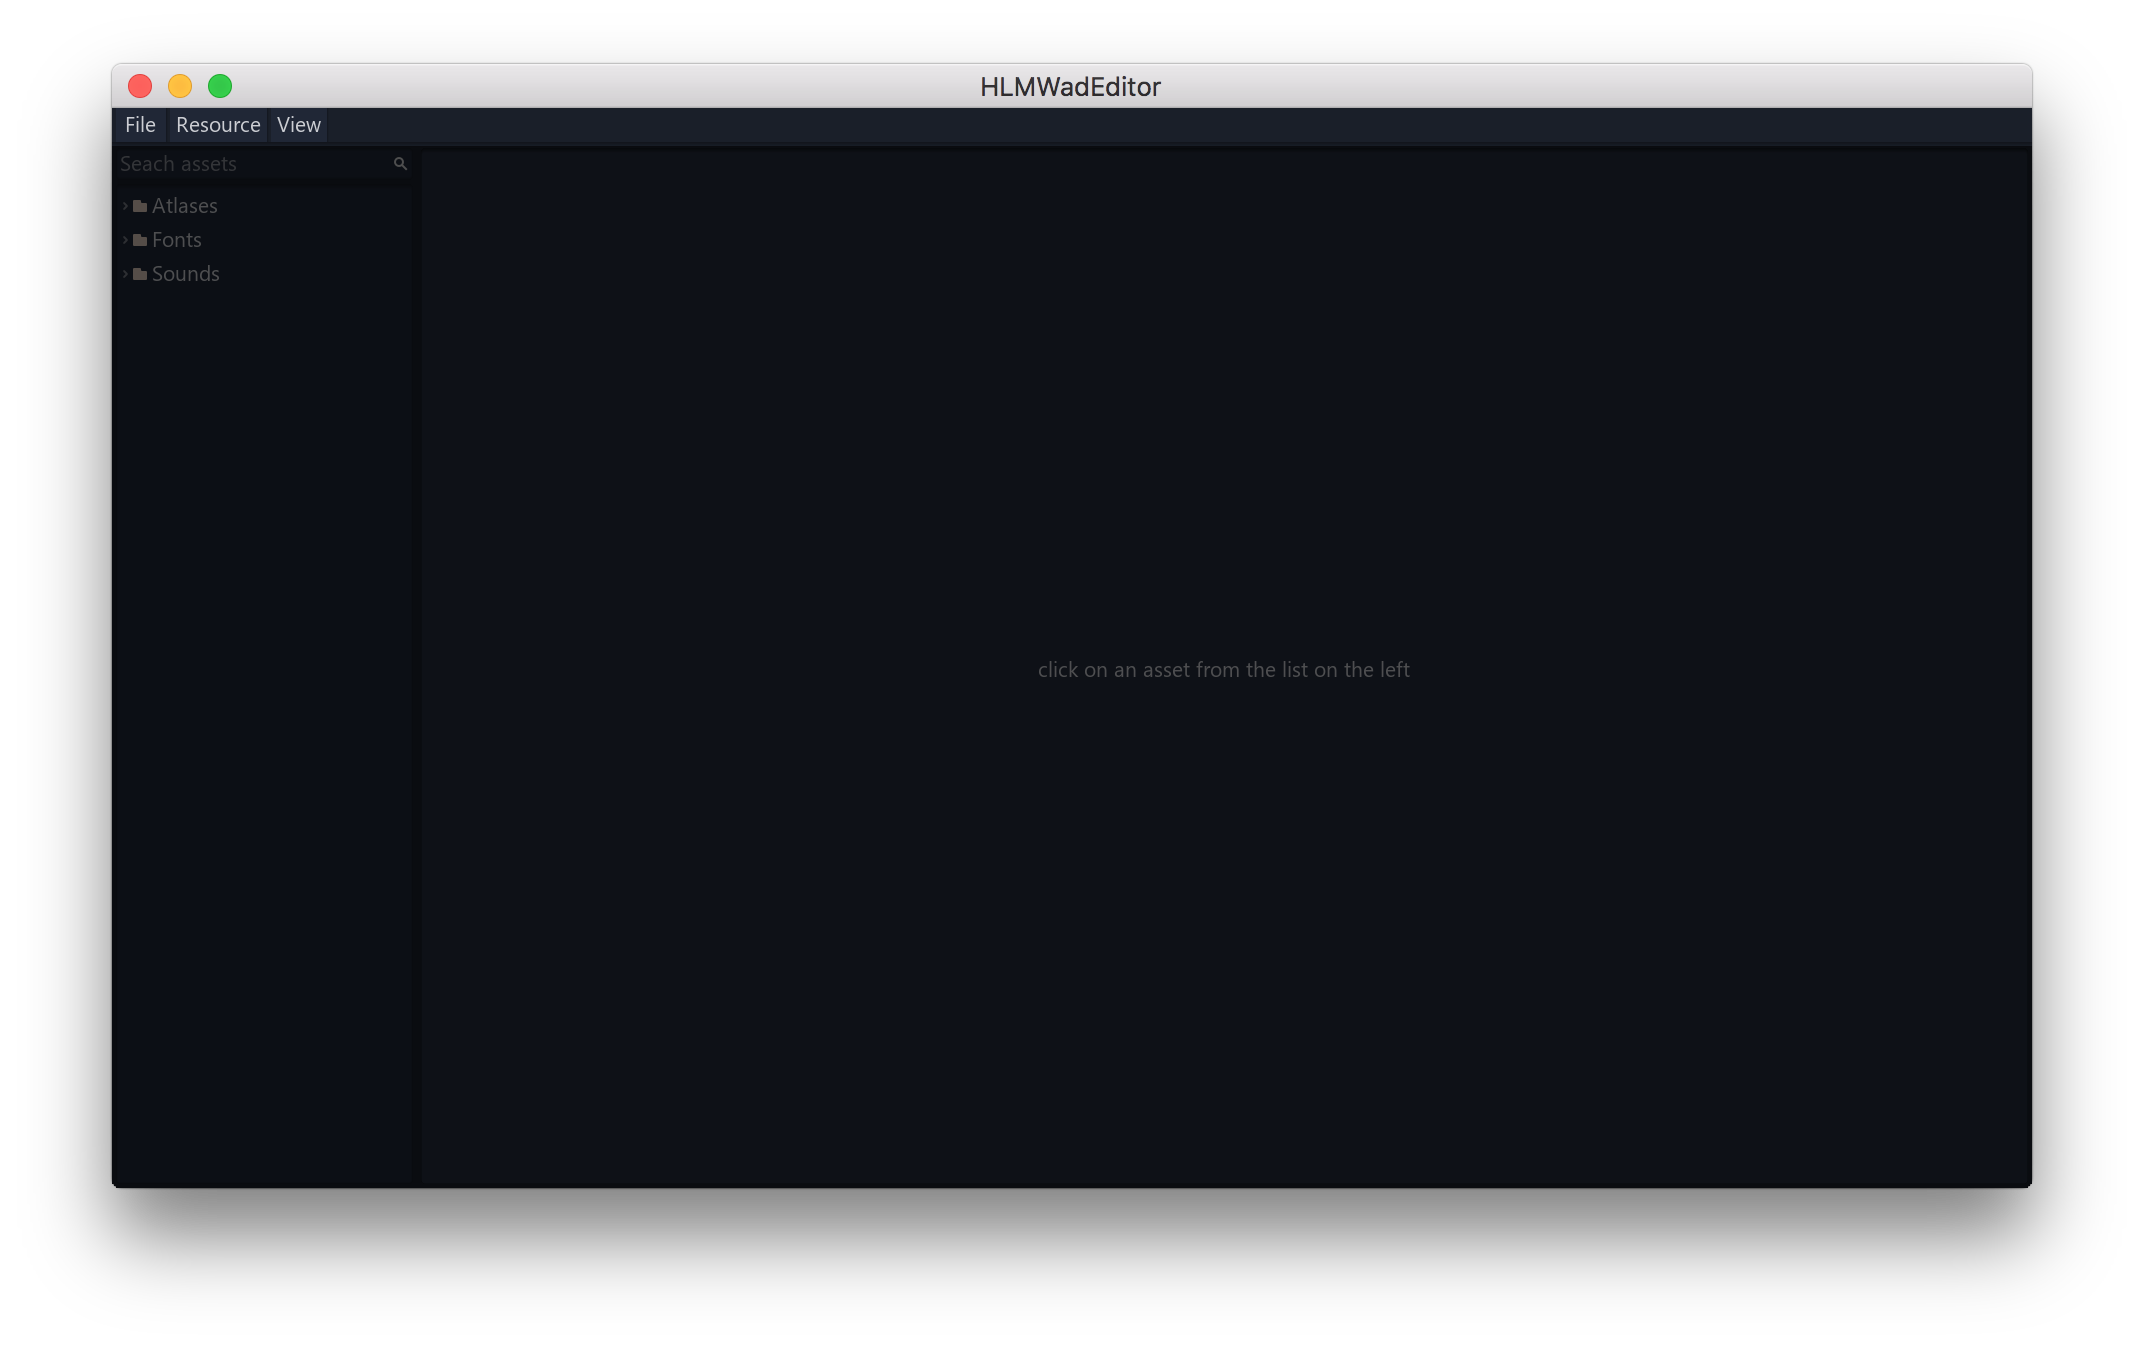 HLMWadEditor
File Resource View
Seach assets
Atlases
Fonts
Sounds
click on an asset from the list on the left